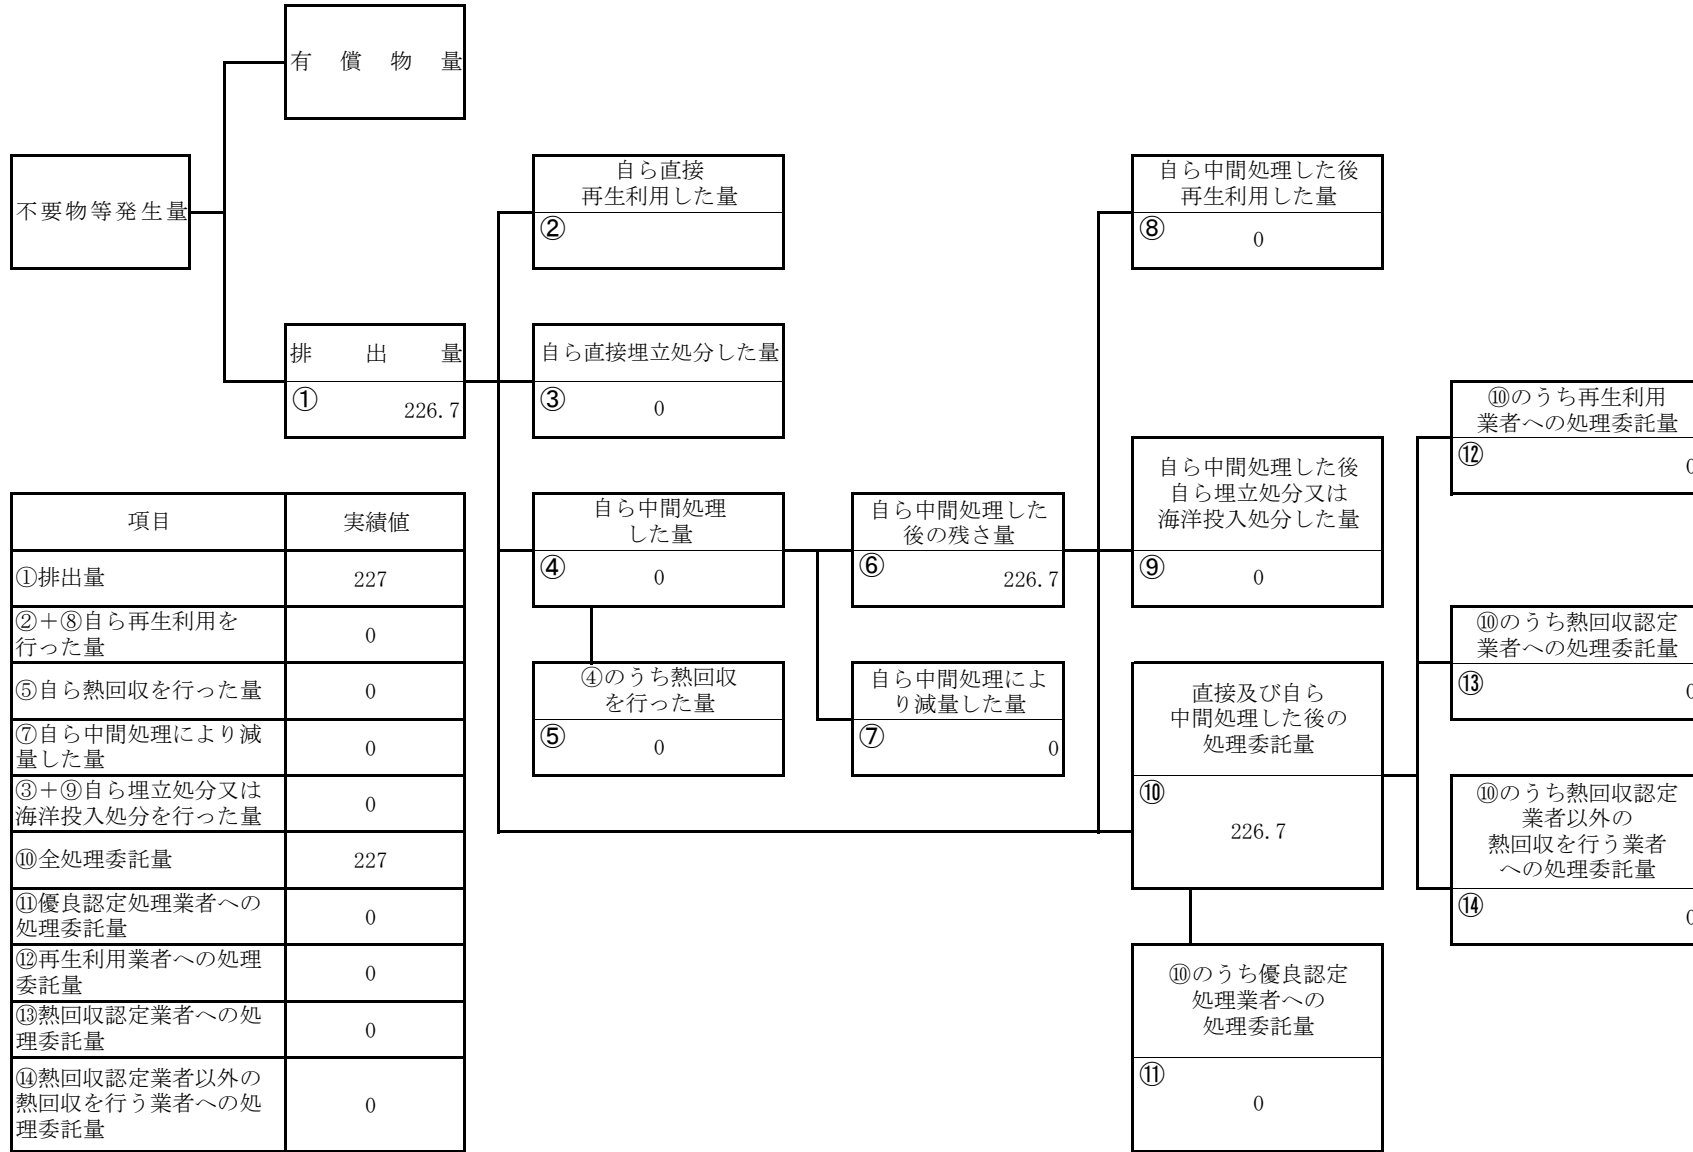 有償物量
不要物等発生量
自ら直接
再生利用した量
②
自ら中間処理した後
再生利用した量
⑧
0
排出量
①
226.7
自ら直接埋立処分した量
③
0
⑩のうち再生利用
業者への処理委託量
⑫
0
自ら中間処理した後
自ら埋立処分又は
海洋投入処分した量
⑨
0
自ら中間処理
した量
④
0
自ら中間処理した
後の残さ量
⑥
226.7
④のうち熱回収
を行った量
⑤
0
自ら中間処理によ
り減量した量
⑦
0
直接及び自ら
中間処理した後の
処理委託量
⑩
226.7
⑩のうち熱回収認定
業者への処理委託量
⑬
0
⑩のうち熱回収認定
業者以外の
熱回収を行う業者
への処理委託量
⑭
0
⑩のうち優良認定
処理業者への
処理委託量
⑪
0
項目 実績値
①排出量 227
②＋⑧自ら再生利用を
行った量 0
⑤自ら熱回収を行った量 0
⑦自ら中間処理により減
量した量 0
③＋⑨自ら埋立処分又は
海洋投入処分を行った量 0
⑩全処理委託量 227
⑪優良認定処理業者への
処理委託量 0
⑫再生利用業者への処理
委託量 0
⑬熱回収認定業者への処
理委託量 0
⑭熱回収認定業者以外の
熱回収を行う業者への処
理委託量 0